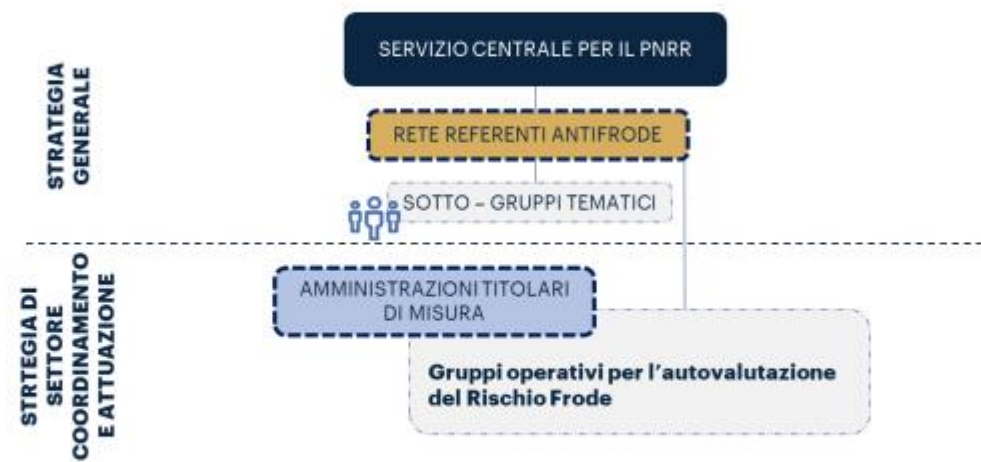 STRATEGIA
GENERALE
SERVIZIO CENTRALE PER IL PNRR
RETE REFERENTI ANTIFRODE
SOTTO – GRUPPI TEMATICI
STRTEGIA DI
SETTORE
COORDINAMENTO
E ATTUAZIONE
AMMINISTRAZIONI TITOLARI
DI MISURA
Gruppi operativi per l'autovalutazione
del Rischio Frode